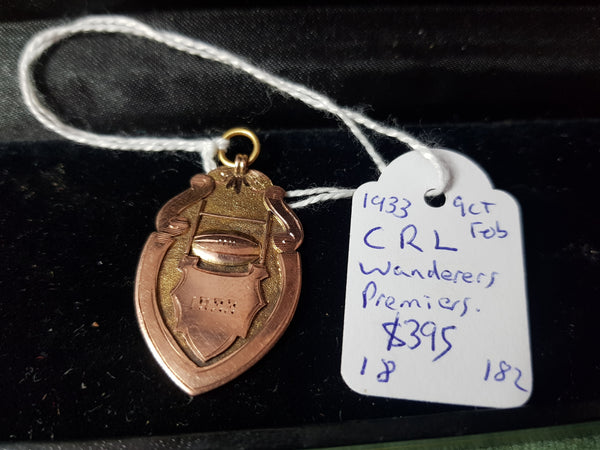 1933 9CT
Fob
CRL
Wanderers
Premiers.
$395
18 182